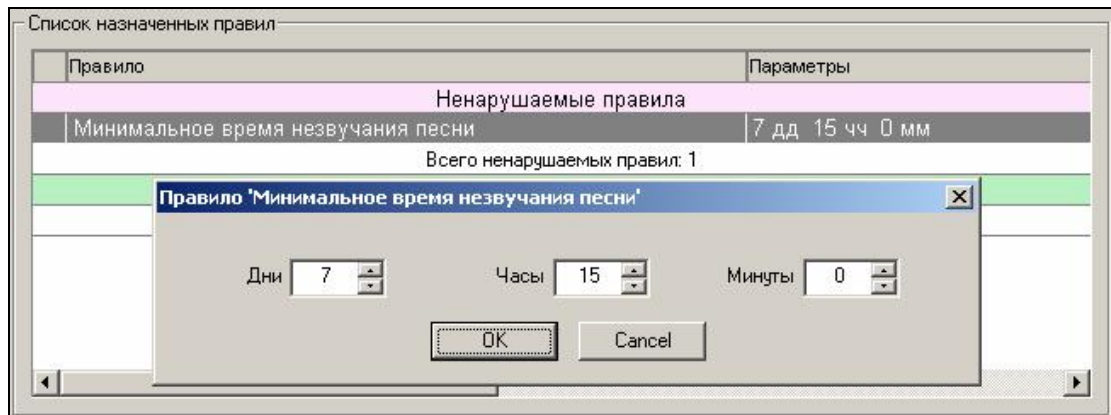 Список назначенных правил
Правило Параметры
Ненарушаемые правила
Минимальное время незвучания песни 7 дд 15 чч 0 мм
Всего ненарушаемых правил: 1
Правило 'Минимальное время незвучания песни'
Дни 7 Часы 15 Минуты 0
OK Cancel